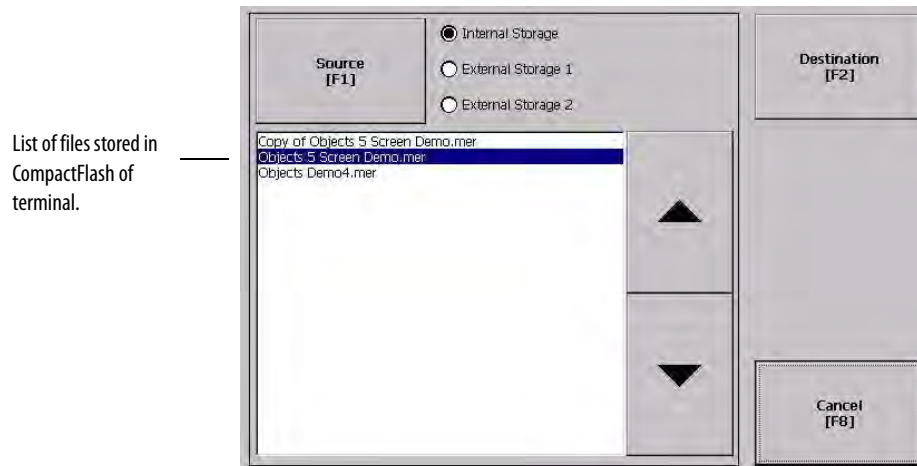 Source
[F1]
Internal Storage
External Storage 1
External Storage 2
Destination
[F2]
List of files stored in
CompactFlash of
terminal.
Copy of Objects 5 Screen Demo.mer
Objects 5 Screen Demo.mer
Objects Demo4.mer
Cancel
[F8]